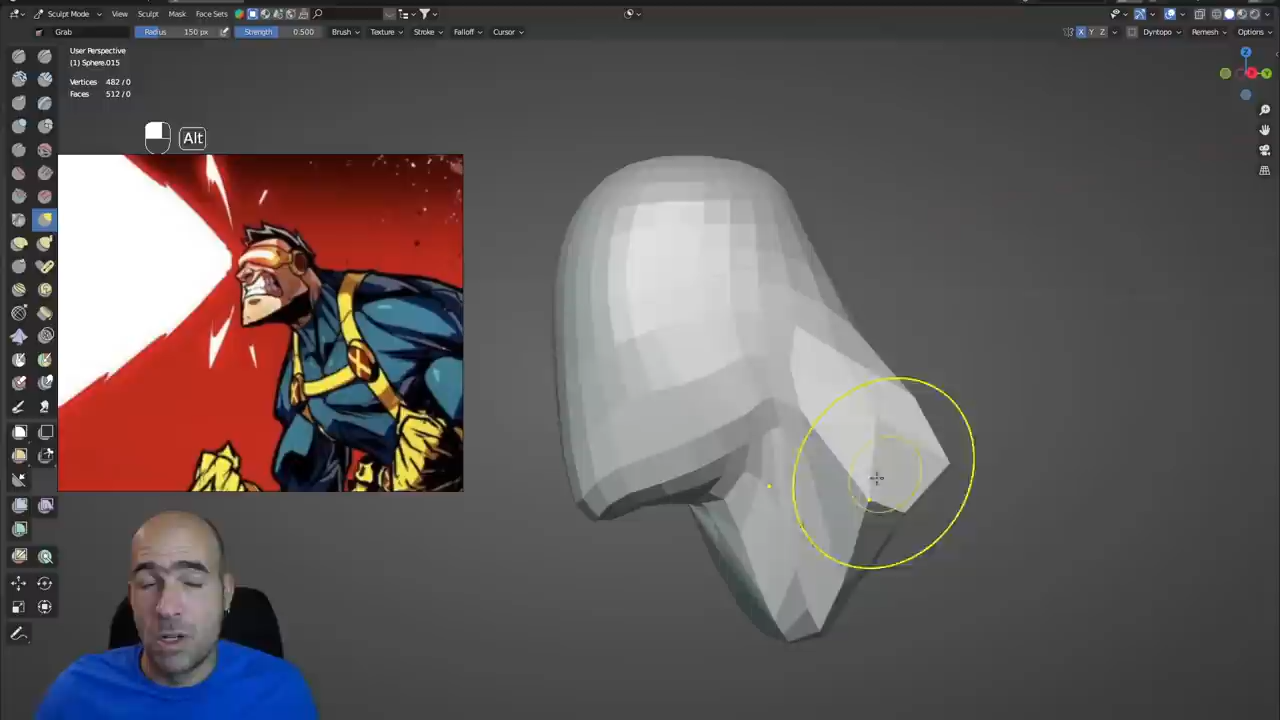 Sculpt Mode View Sculpt Mask Face Sets
Grab Radius 150 px Strength 0.500 Brush Texture Stroke Falloff Cursor X Y Z Dyntopo Remesh Options
User Perspective
(1) Sphere.015
Vertices 482 / 0
Faces 512 / 0
Alt
Z
X Y